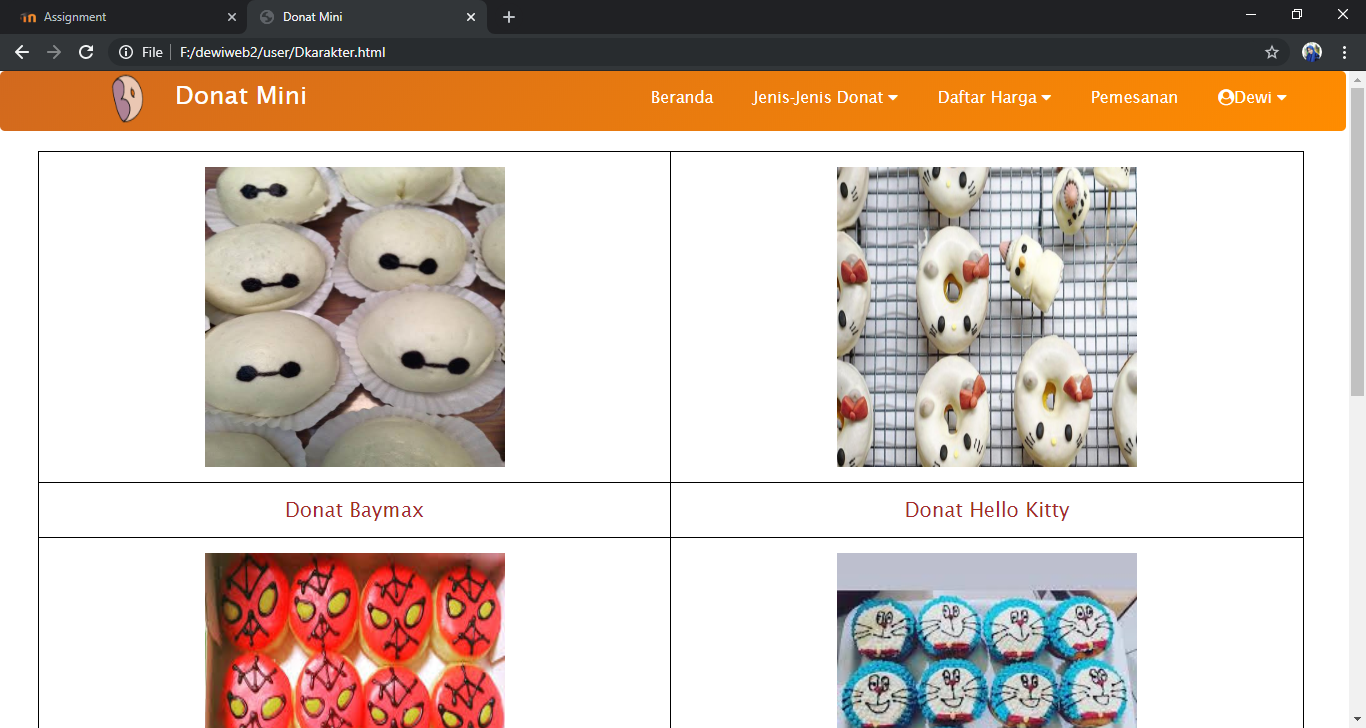 Assignment
Donat Mini
File
F:/dewiweb2/user/Dkarakter.html
Donat Mini
Beranda
Jenis-Jenis Donat
Daftar Harga
Pemesanan
Dewi
Donat Baymax
Donat Hello Kitty